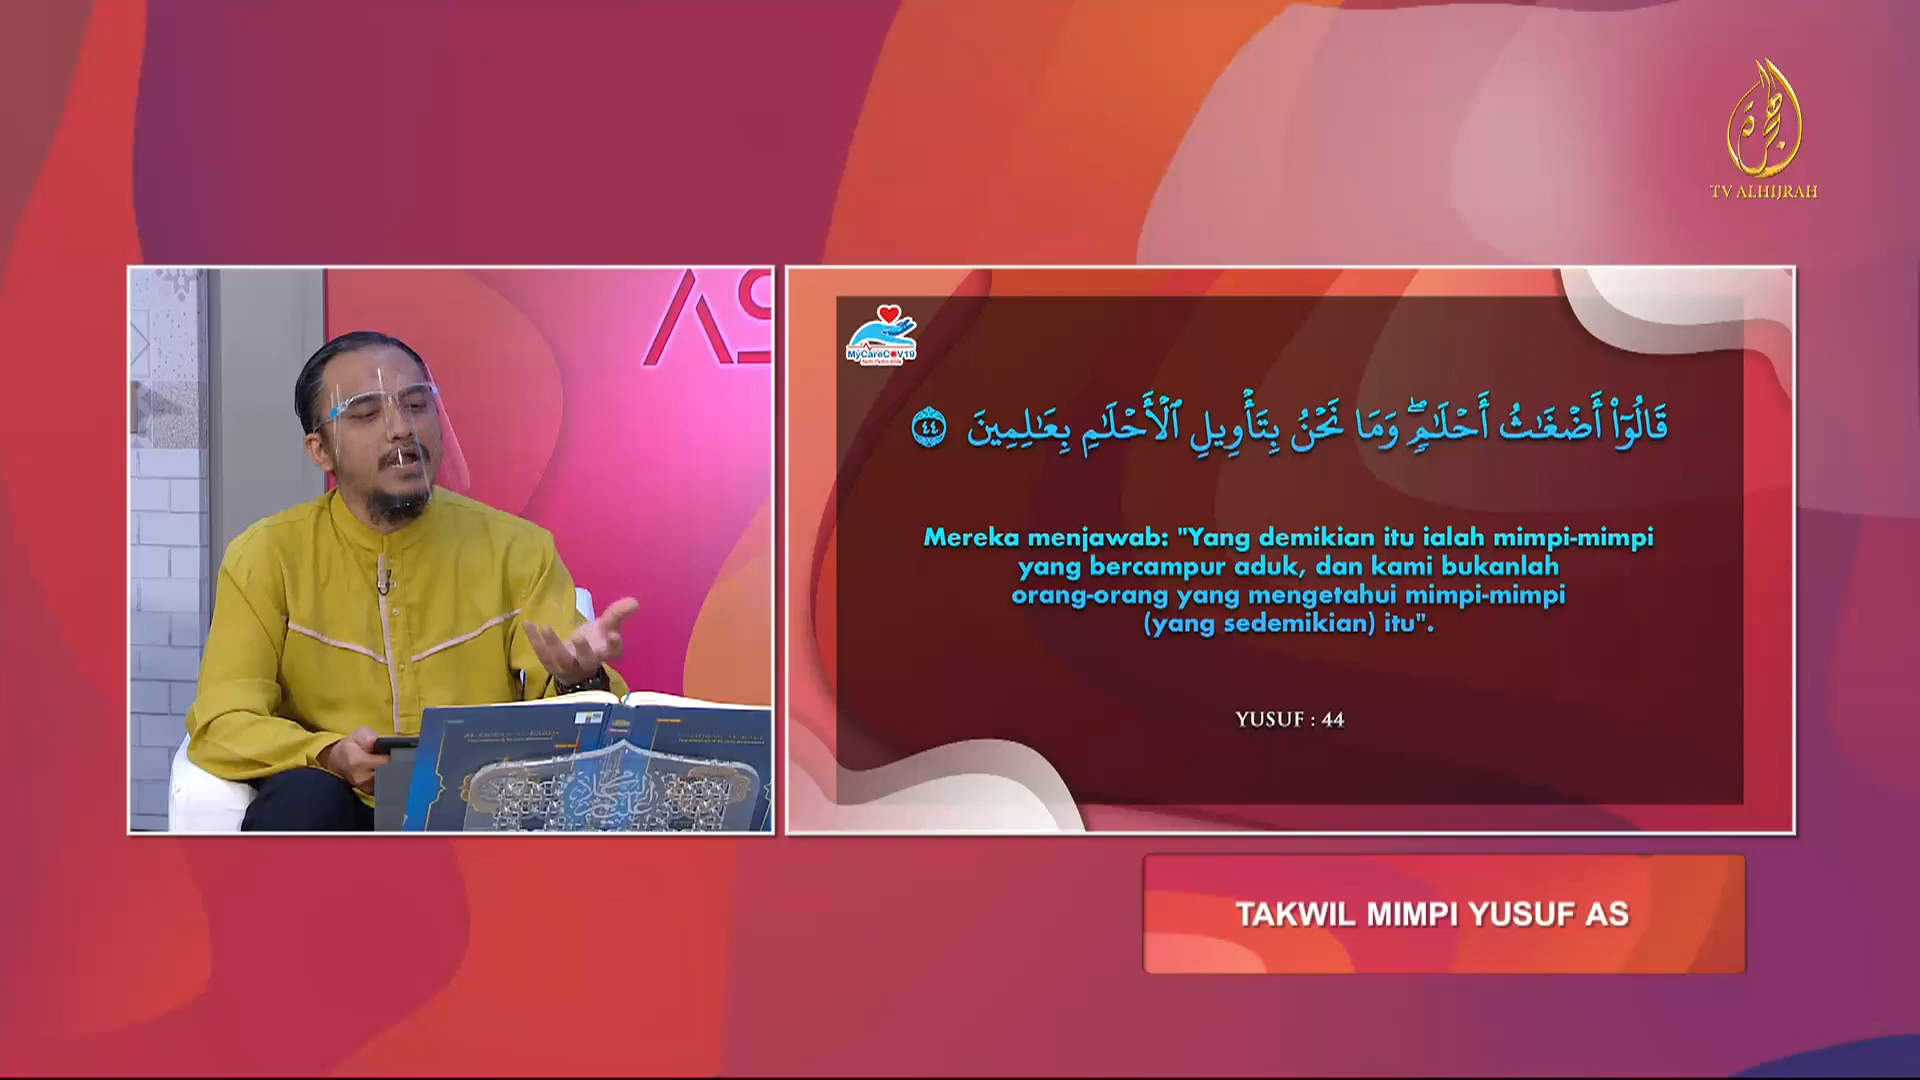 TV ALHIJRAH
AS
MyCareCOV19
قَالُوٓا۟ أَضْغَـٰثُ أَحْلَـٰمٍۢ ۖ وَمَا نَحْنُ بِتَأْوِيلِ ٱلْأَحْلَـٰمِ بِعَـٰلِمِينَ ٤٤
Mereka menjawab: "Yang demikian itu ialah mimpi-mimpi
yang bercampur aduk, dan kami bukanlah
orang-orang yang mengetahui mimpi-mimpi
(yang sedemikian) itu".
YUSUF : 44
TAKWIL MIMPI YUSUF AS